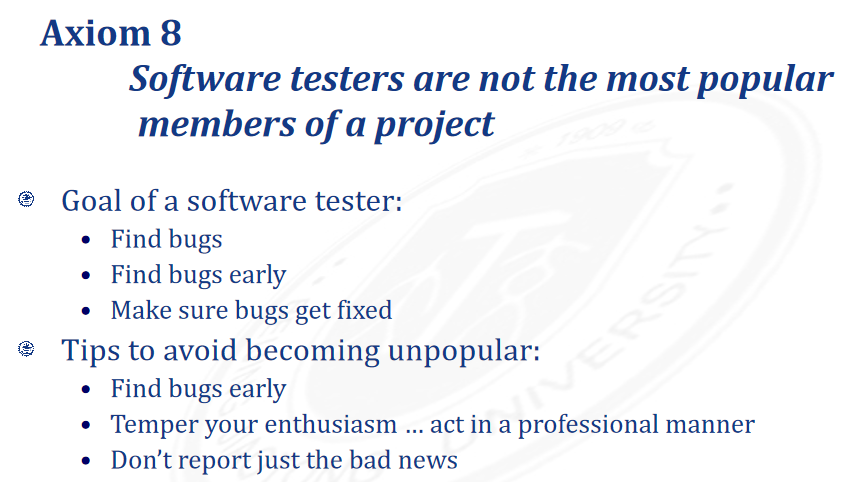 Axiom 8
Software testers are not the most popular
members of a project
Goal of a software tester:
• Find bugs
• Find bugs early
• Make sure bugs get fixed
Tips to avoid becoming unpopular:
• Find bugs early
• Temper your enthusiasm … act in a professional manner
• Don’t report just the bad news
UNIVERSITY
1909